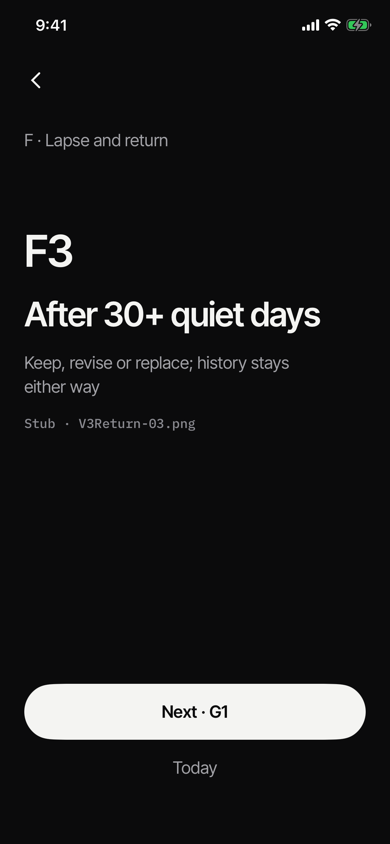 9:41
F · Lapse and return
F3
After 30+ quiet days
Keep, revise or replace; history stays
either way
Stub · V3Return-03.png
Next · G1
Today